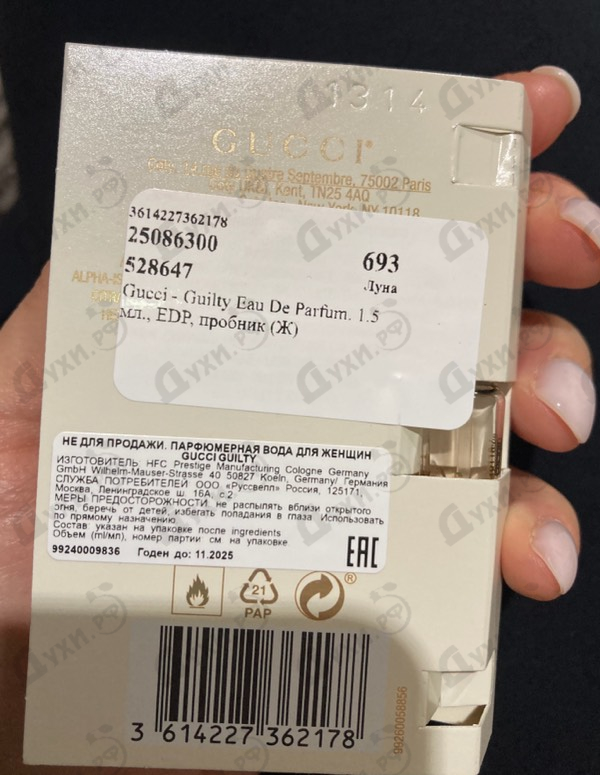 1314
GUCCI
Septembre, 75002 Paris
Kent, TN25 4AQ
New York, NY 10118
3614227362178
25086300
528647
693
Луна
ALPHA-IS
Gucci - Guilty Eau De Parfum. 1.5
мл., EDP, пробник (Ж)
НЕ ДЛЯ ПРОДАЖИ. ПАРФЮМЕРНАЯ ВОДА ДЛЯ ЖЕНЩИН
GUCCI GUILTY
ИЗГОТОВИТЕЛЬ HFC Prestige Manufacturing Cologne Germany
GmbH Wilhelm-Mauser-Strasse 40 50827 Koeln, Germany/ Германия
СЛУЖБА ПОТРЕБИТЕЛЕЙ ООО «Руссвелл» Россия, 125171,
Москва, Ленинградское ш. 16А, с.2
МЕРЫ ПРЕДОСТОРОЖНОСТИ: не распылять вблизи открытого
огня, беречь от детей, избегать попадания в глаза. Использовать
по прямому назначению
Состав указан на упаковке после ingredients
Объем (ml/мл), номер партии см на упаковке
99240009836 Годен до: 11.2025
EAC
21
PAP
®
3 614227 362178
99260058856
Духи.рф